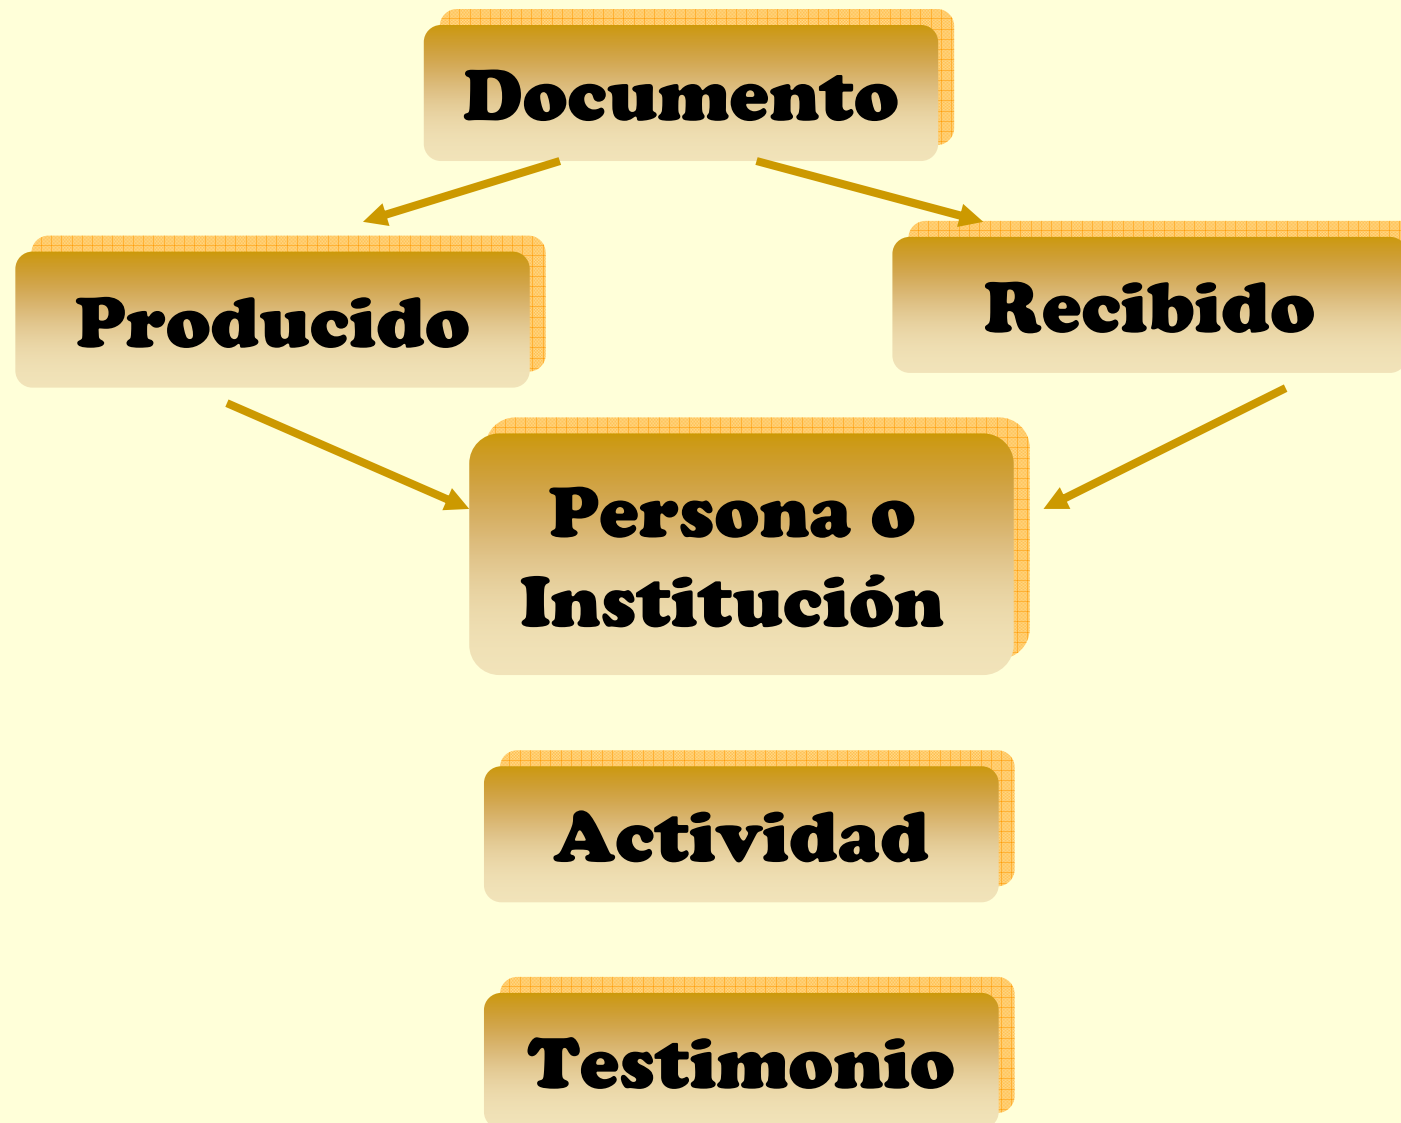 Documento
Producido
Recibido
Persona o
Institución
Actividad
Testimonio